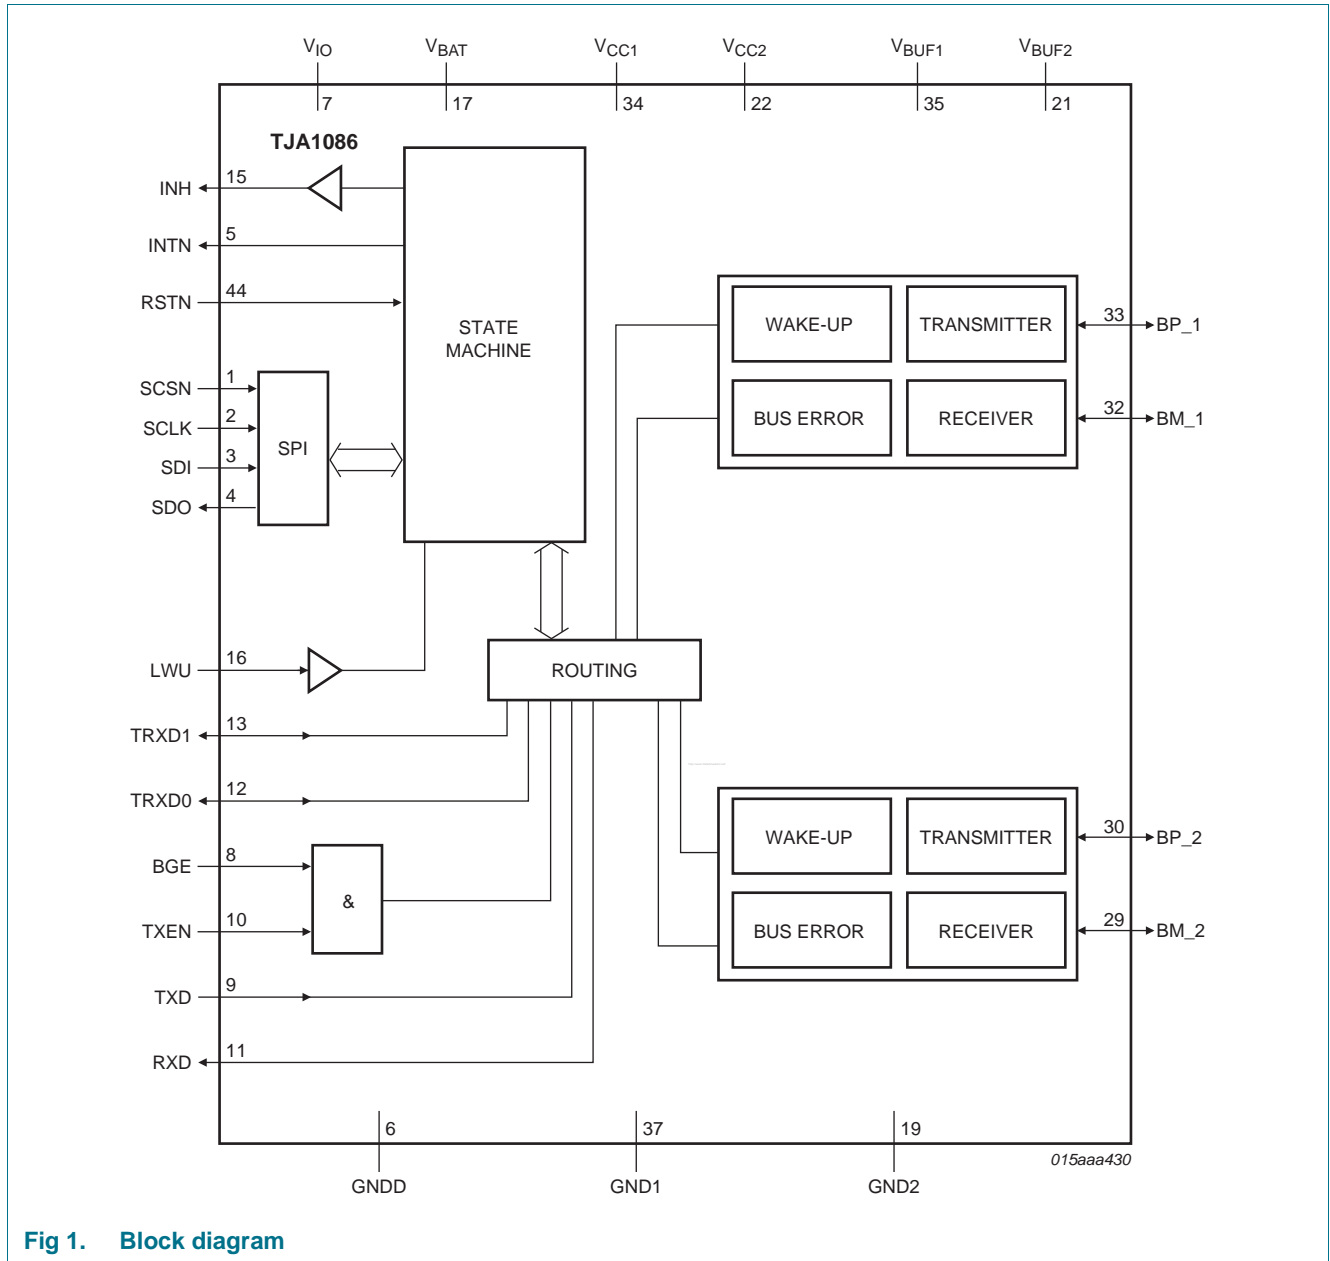 VIO VBAT VCC1 VCC2 VBUF1 VBUF2
7 17 34 22 35 21
TJA1086
INH 15
INTN 5
RSTN 44
STATE
MACHINE
SCSN 1
SCLK 2
SDI 3
SDO 4
SPI
WAKE-UP TRANSMITTER
BUS ERROR RECEIVER
33 BP_1
32 BM_1
LWU 16
ROUTING
TRXD1 13
TRXD0 12
BGE 8
TXEN 10
&
TXD 9
RXD 11
WAKE-UP TRANSMITTER
BUS ERROR RECEIVER
30 BP_2
29 BM_2
6 37 19
GNDD GND1 GND2
015aaa430
Fig 1. Block diagram